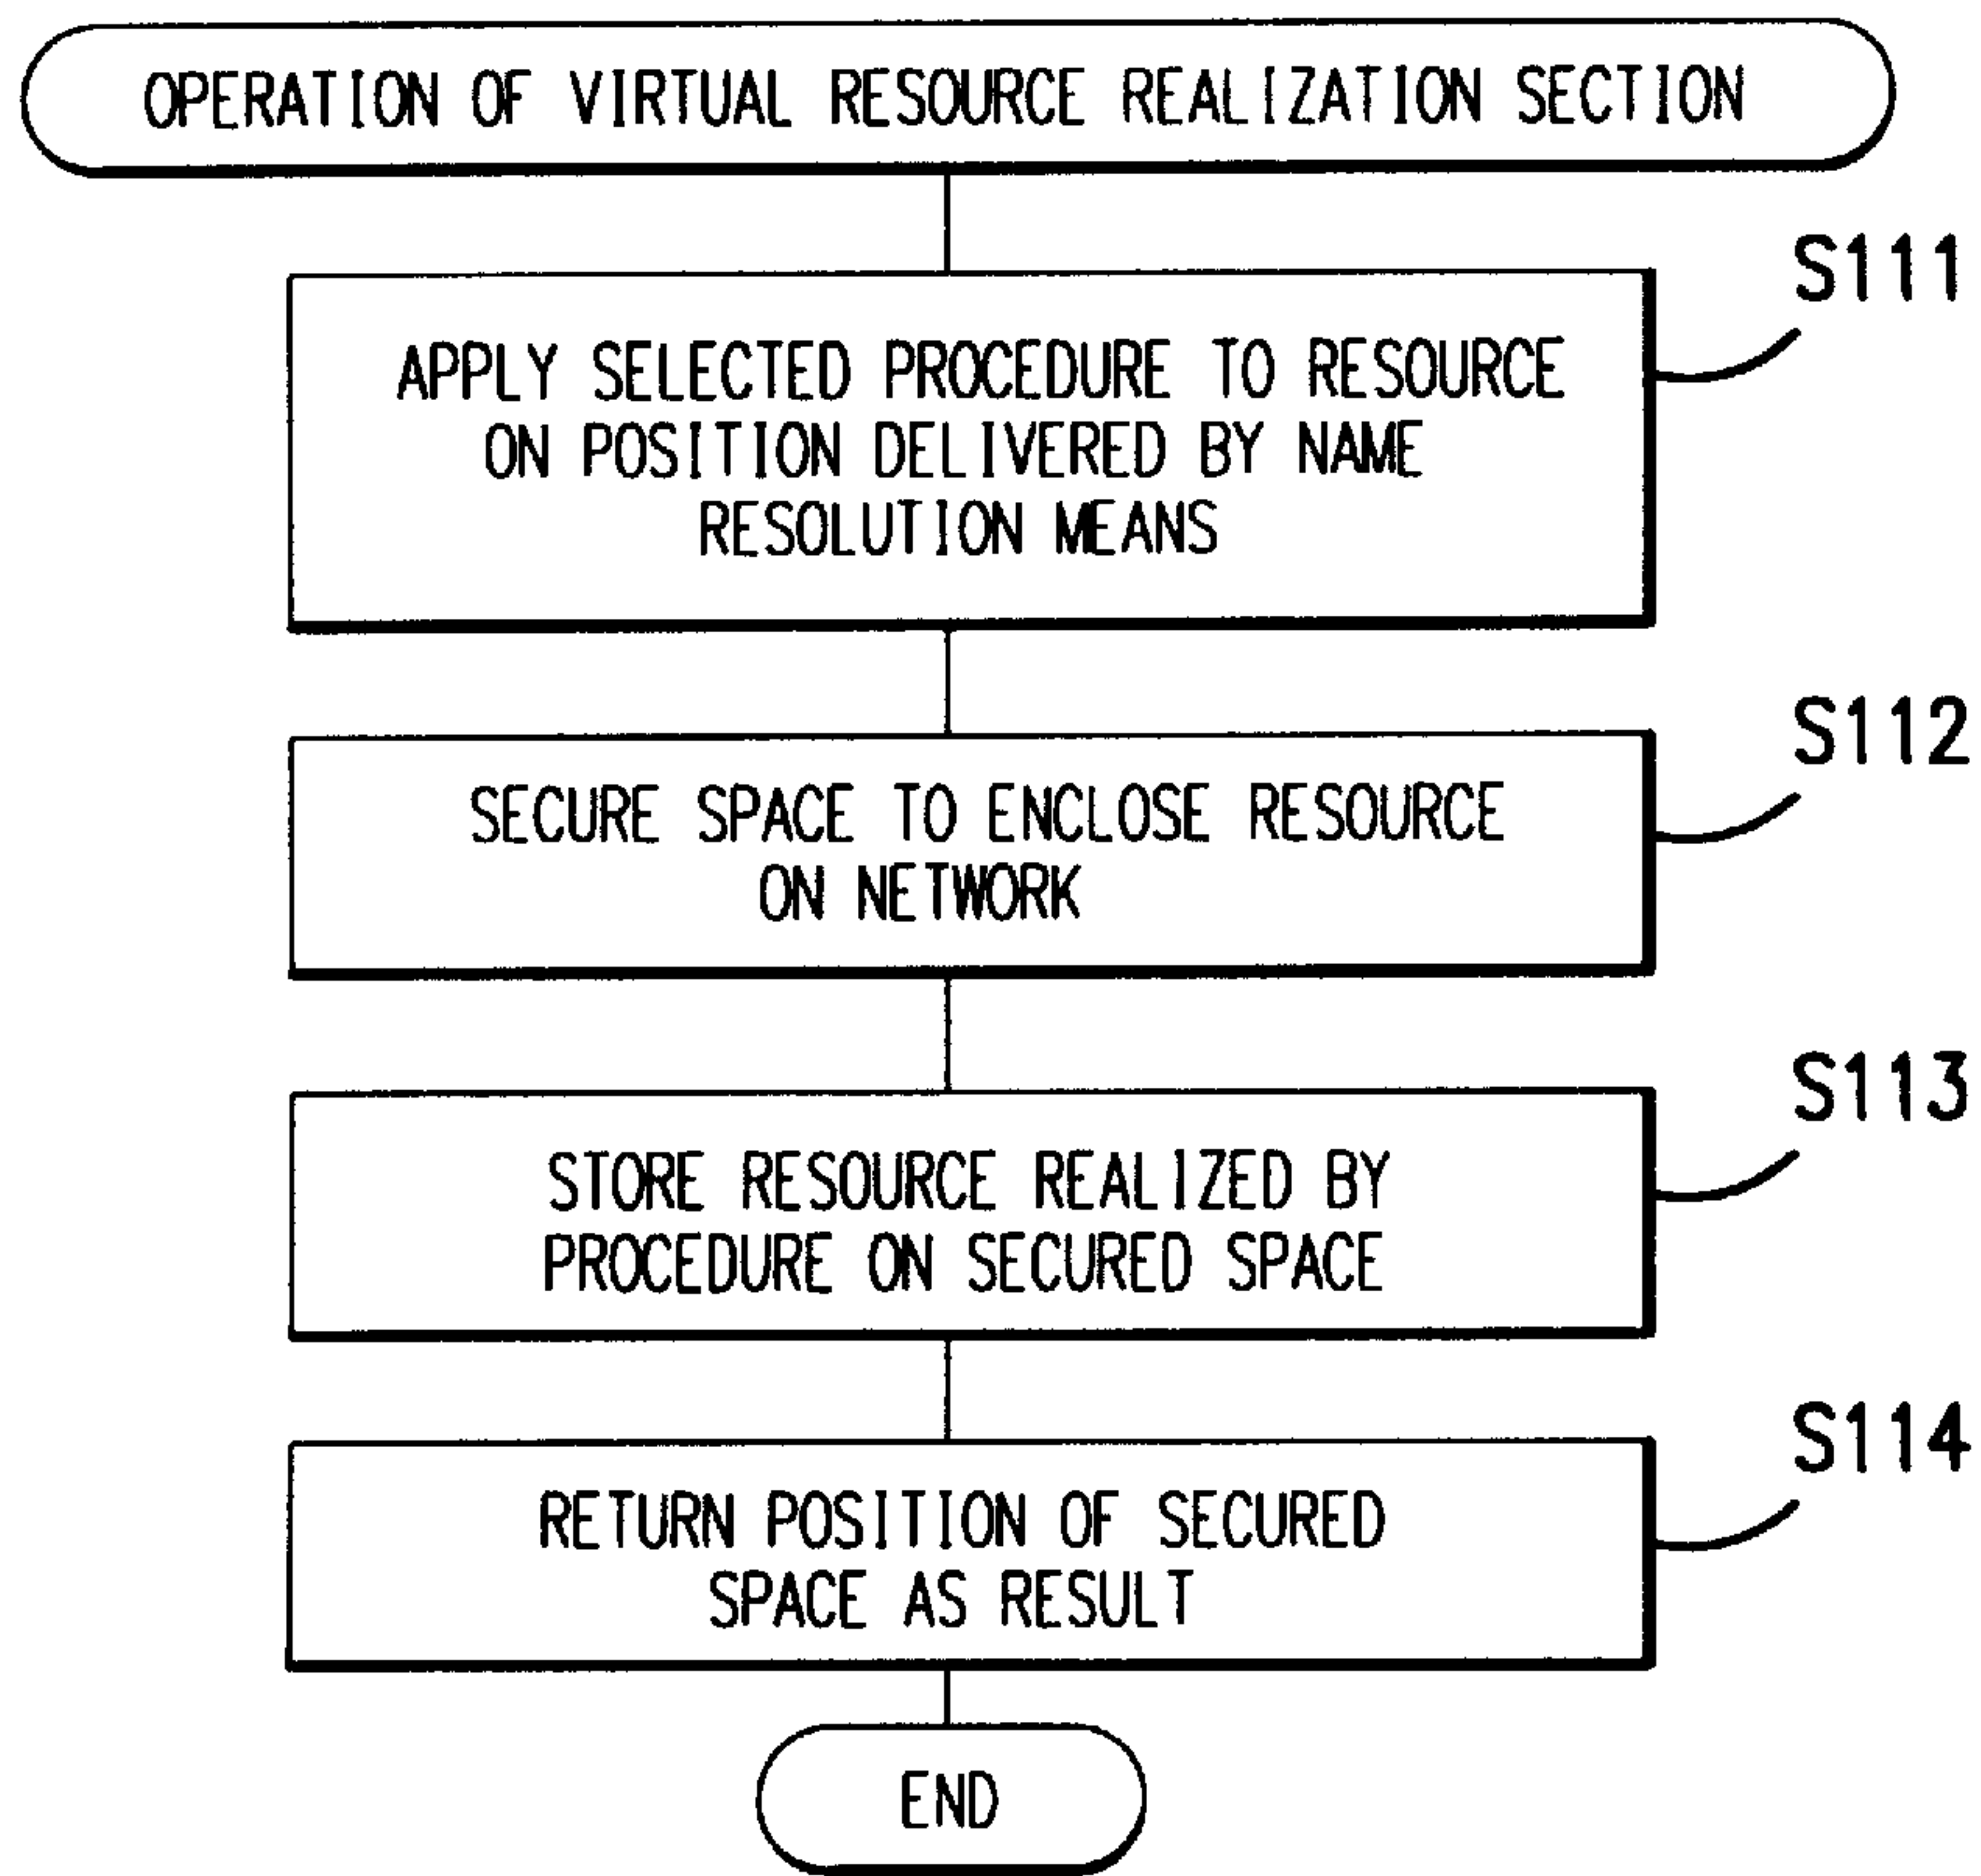 OPERATION OF VIRTUAL RESOURCE REALIZATION SECTION
S111
APPLY SELECTED PROCEDURE TO RESOURCE
ON POSITION DELIVERED BY NAME
RESOLUTION MEANS
S112
SECURE SPACE TO ENCLOSE RESOURCE
ON NETWORK
S113
STORE RESOURCE REALIZED BY
PROCEDURE ON SECURED SPACE
S114
RETURN POSITION OF SECURED
SPACE AS RESULT
END